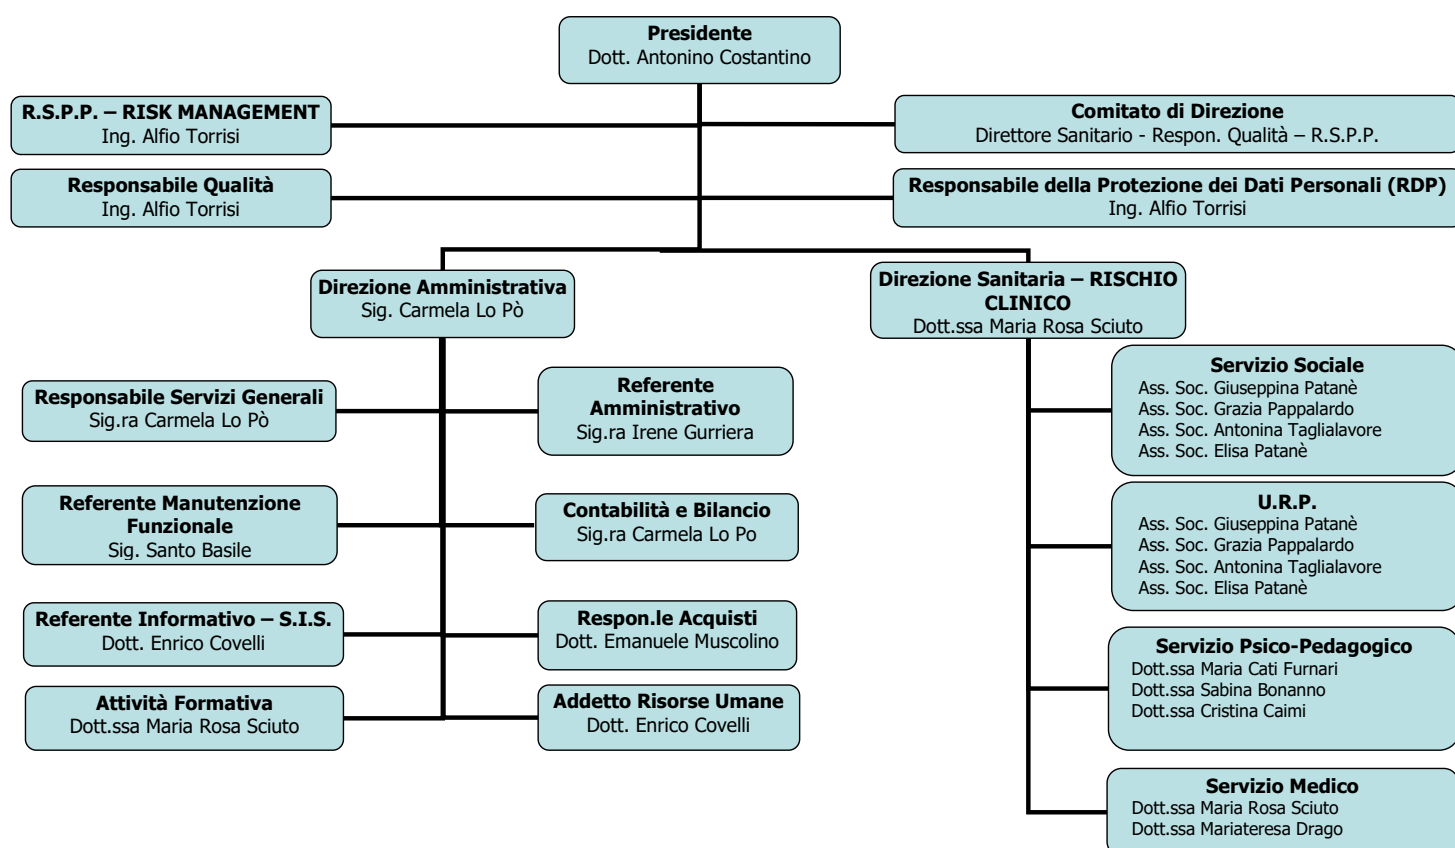 Presidente
Dott. Antonino Costantino
R.S.P.P. – RISK MANAGEMENT
Ing. Alfio Torrisi
Comitato di Direzione
Direttore Sanitario - Respon. Qualità – R.S.P.P.
Responsabile Qualità
Ing. Alfio Torrisi
Responsabile della Protezione dei Dati Personali (RDP)
Ing. Alfio Torrisi
Direzione Amministrativa
Sig. Carmela Lo Pò
Direzione Sanitaria – RISCHIO
CLINICO
Dott.ssa Maria Rosa Sciuto
Responsabile Servizi Generali
Sig.ra Carmela Lo Pò
Referente
Amministrativo
Sig.ra Irene Gurriera
Referente Manutenzione
Funzionale
Sig. Santo Basile
Contabilità e Bilancio
Sig.ra Carmela Lo Po
Referente Informativo – S.I.S.
Dott. Enrico Covelli
Respon.le Acquisti
Dott. Emanuele Muscolino
Attività Formativa
Dott.ssa Maria Rosa Sciuto
Addetto Risorse Umane
Dott. Enrico Covelli
Servizio Sociale
Ass. Soc. Giuseppina Patanè
Ass. Soc. Grazia Pappalardo
Ass. Soc. Antonina Taglialavore
Ass. Soc. Elisa Patanè
U.R.P.
Ass. Soc. Giuseppina Patanè
Ass. Soc. Grazia Pappalardo
Ass. Soc. Antonina Taglialavore
Ass. Soc. Elisa Patanè
Servizio Psico-Pedagogico
Dott.ssa Maria Cati Furnari
Dott.ssa Sabina Bonanno
Dott.ssa Cristina Caimi
Servizio Medico
Dott.ssa Maria Rosa Sciuto
Dott.ssa Mariateresa Drago